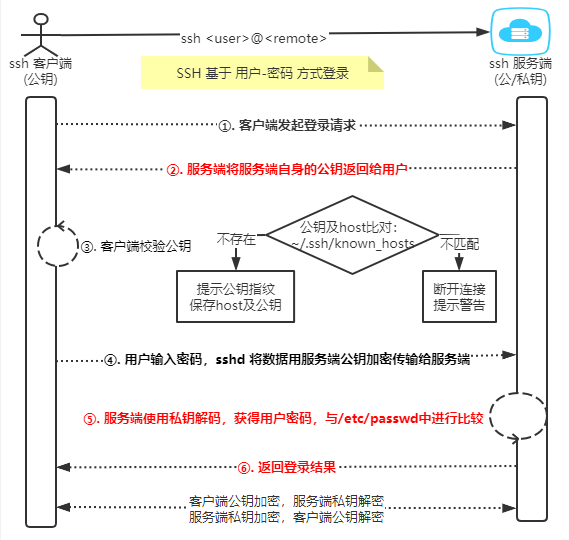 ssh <user>@<remote>
ssh 客户端
(公钥)
ssh 服务端
(公/私钥)
SSH 基于 用户-密码 方式登录
①. 客户端发起登录请求
②. 服务端将服务端自身的公钥返回给用户
③. 客户端校验公钥
公钥及host比对：
~/.ssh/known_hosts
不存在
不匹配
提示公钥指纹
保存host及公钥
断开连接
提示警告
④. 用户输入密码，sshd 将数据用服务端公钥加密传输给服务端
⑤. 服务端使用私钥解码，获得用户密码，与/etc/passwd中进行比较
⑥. 返回登录结果
客户端公钥加密，服务端私钥解密
服务端私钥加密，客户端公钥解密